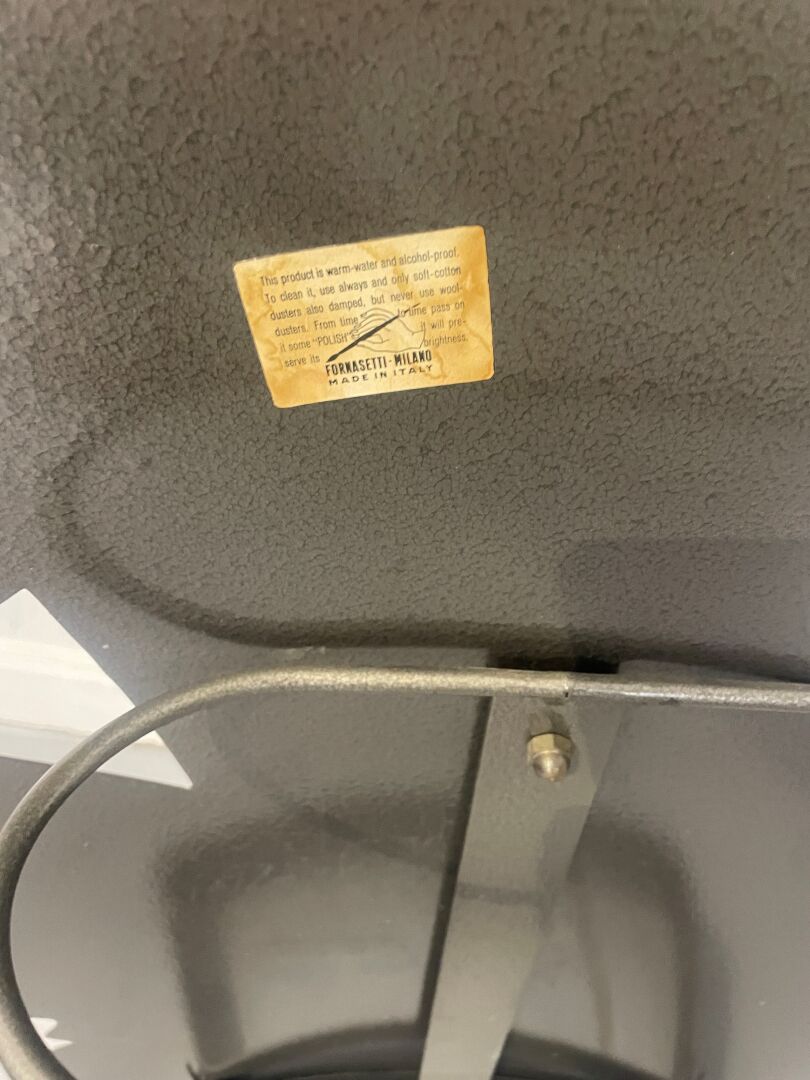 This product is warm-water and alcohol-proof.
To clean it, use always and only soft-cotton
dusters also damped, but never use wool-
dusters. From time to time pass on
it some "POLISH" it will pre-
serve its brightness.
FORNASETTI-MILANO
MADE IN ITALY